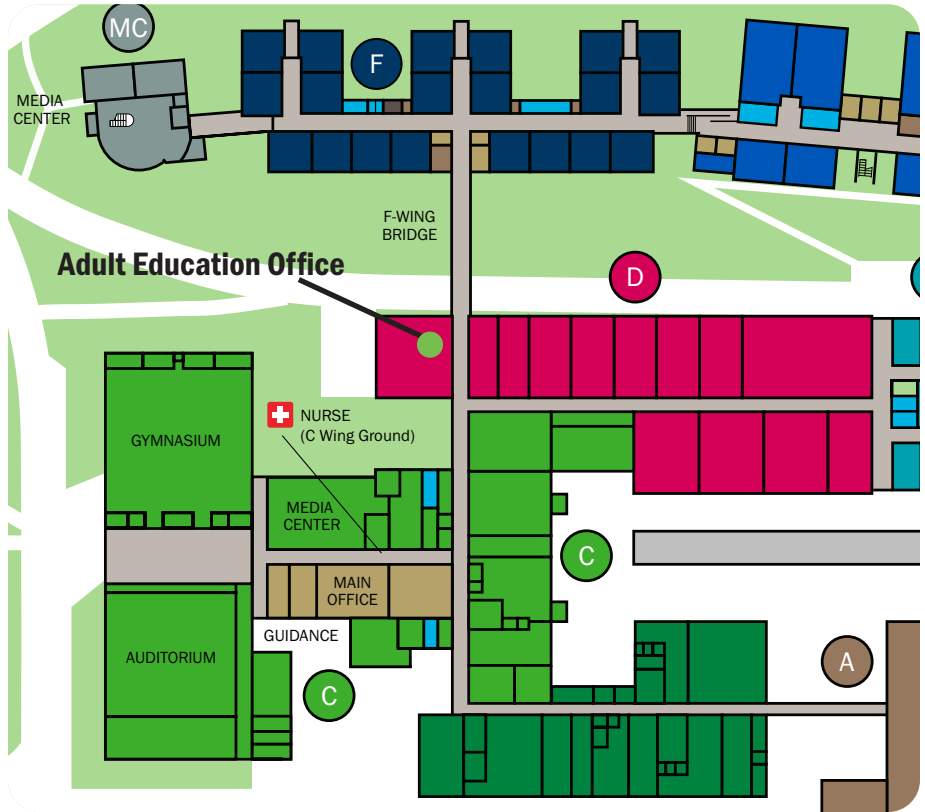 MC
F
MEDIA
CENTER
F-WING
BRIDGE
Adult Education Office
D
NURSE
(C Wing Ground)
GYMNASIUM
MEDIA
CENTER
C
MAIN
OFFICE
GUIDANCE
AUDITORIUM
A
C